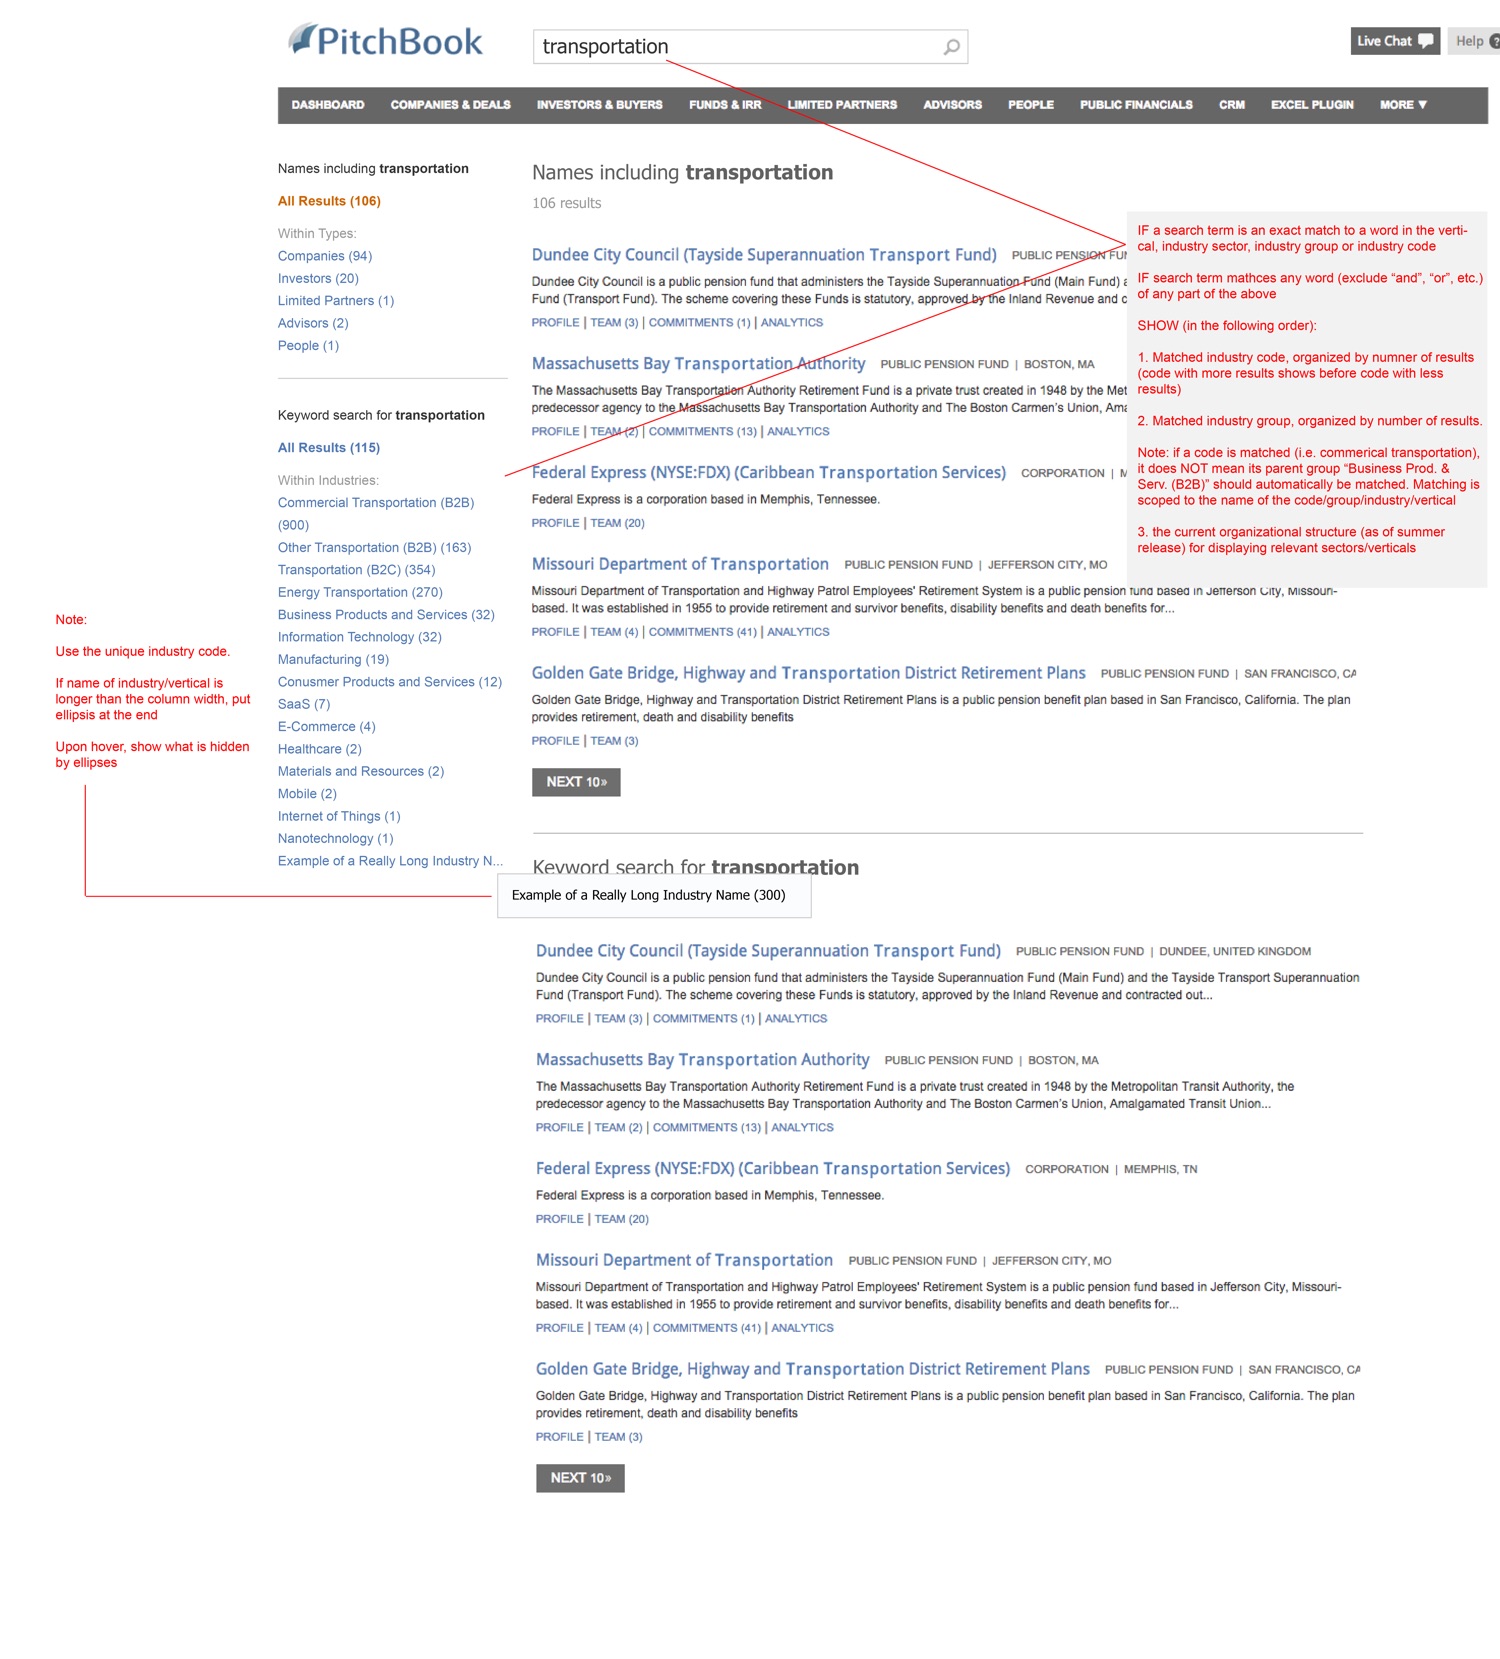 PitchBook
transportation
Live Chat
Help ?
DASHBOARD COMPANIES & DEALS INVESTORS & BUYERS FUNDS & IRR LIMITED PARTNERS ADVISORS PEOPLE PUBLIC FINANCIALS CRM EXCEL PLUGIN MORE ▼
Names including transportation
All Results (106)
Within Types:
Companies (94)
Investors (20)
Limited Partners (1)
Advisors (2)
People (1)
Keyword search for transportation
All Results (115)
Within Industries:
Commercial Transportation (B2B)
(900)
Other Transportation (B2B) (163)
Transportation (B2C) (354)
Energy Transportation (270)
Business Products and Services (32)
Information Technology (32)
Manufacturing (19)
Conusmer Products and Services (12)
SaaS (7)
E-Commerce (4)
Healthcare (2)
Materials and Resources (2)
Mobile (2)
Internet of Things (1)
Nanotechnology (1)
Example of a Really Long Industry N...
Note:
Use the unique industry code.
If name of industry/vertical is
longer than the column width, put
ellipsis at the end
Upon hover, show what is hidden
by ellipses
Names including transportation
106 results
Dundee City Council (Tayside Superannuation Transport Fund) PUBLIC PENSION FUN
Dundee City Council is a public pension fund that administers the Tayside Superannuation Fund (Main Fund) a
Fund (Transport Fund). The scheme covering these Funds is statutory, approved by the Inland Revenue and c
PROFILE | TEAM (3) | COMMITMENTS (1) | ANALYTICS
Massachusetts Bay Transportation Authority PUBLIC PENSION FUND | BOSTON, MA
The Massachusetts Bay Transportation Authority Retirement Fund is a private trust created in 1948 by the Met
predecessor agency to the Massachusetts Bay Transportation Authority and The Boston Carmen's Union, Ama
PROFILE | TEAM (2) | COMMITMENTS (13) | ANALYTICS
Federal Express (NYSE:FDX) (Caribbean Transportation Services) CORPORATION | M
Federal Express is a corporation based in Memphis, Tennessee.
PROFILE | TEAM (20)
Missouri Department of Transportation PUBLIC PENSION FUND | JEFFERSON CITY, MO
Missouri Department of Transportation and Highway Patrol Employees' Retirement System is a public pension fund based in Jefferson City, Missouri-
based. It was established in 1955 to provide retirement and survivor benefits, disability benefits and death benefits for...
PROFILE | TEAM (4) | COMMITMENTS (41) | ANALYTICS
Golden Gate Bridge, Highway and Transportation District Retirement Plans PUBLIC PENSION FUND | SAN FRANCISCO, CA
Golden Gate Bridge, Highway and Transportation District Retirement Plans is a public pension benefit plan based in San Francisco, California. The plan
provides retirement, death and disability benefits
PROFILE | TEAM (3)
NEXT 10»
IF a search term is an exact match to a word in the verti-
cal, industry sector, industry group or industry code
IF search term mathces any word (exclude “and”, “or”, etc.)
of any part of the above
SHOW (in the following order):
1. Matched industry code, organized by numner of results
(code with more results shows before code with less
results)
2. Matched industry group, organized by number of results.
Note: if a code is matched (i.e. commerical transportation),
it does NOT mean its parent group “Business Prod. &
Serv. (B2B)” should automatically be matched. Matching is
scoped to the name of the code/group/industry/vertical
3. the current organizational structure (as of summer
release) for displaying relevant sectors/verticals
Keyword search for transportation
Example of a Really Long Industry Name (300)
Dundee City Council (Tayside Superannuation Transport Fund) PUBLIC PENSION FUND | DUNDEE, UNITED KINGDOM
Dundee City Council is a public pension fund that administers the Tayside Superannuation Fund (Main Fund) and the Tayside Transport Superannuation
Fund (Transport Fund). The scheme covering these Funds is statutory, approved by the Inland Revenue and contracted out...
PROFILE | TEAM (3) | COMMITMENTS (1) | ANALYTICS
Massachusetts Bay Transportation Authority PUBLIC PENSION FUND | BOSTON, MA
The Massachusetts Bay Transportation Authority Retirement Fund is a private trust created in 1948 by the Metropolitan Transit Authority, the
predecessor agency to the Massachusetts Bay Transportation Authority and The Boston Carmen's Union, Amalgamated Transit Union...
PROFILE | TEAM (2) | COMMITMENTS (13) | ANALYTICS
Federal Express (NYSE:FDX) (Caribbean Transportation Services) CORPORATION | MEMPHIS, TN
Federal Express is a corporation based in Memphis, Tennessee.
PROFILE | TEAM (20)
Missouri Department of Transportation PUBLIC PENSION FUND | JEFFERSON CITY, MO
Missouri Department of Transportation and Highway Patrol Employees' Retirement System is a public pension fund based in Jefferson City, Missouri-
based. It was established in 1955 to provide retirement and survivor benefits, disability benefits and death benefits for...
PROFILE | TEAM (4) | COMMITMENTS (41) | ANALYTICS
Golden Gate Bridge, Highway and Transportation District Retirement Plans PUBLIC PENSION FUND | SAN FRANCISCO, CA
Golden Gate Bridge, Highway and Transportation District Retirement Plans is a public pension benefit plan based in San Francisco, California. The plan
provides retirement, death and disability benefits
PROFILE | TEAM (3)
NEXT 10»